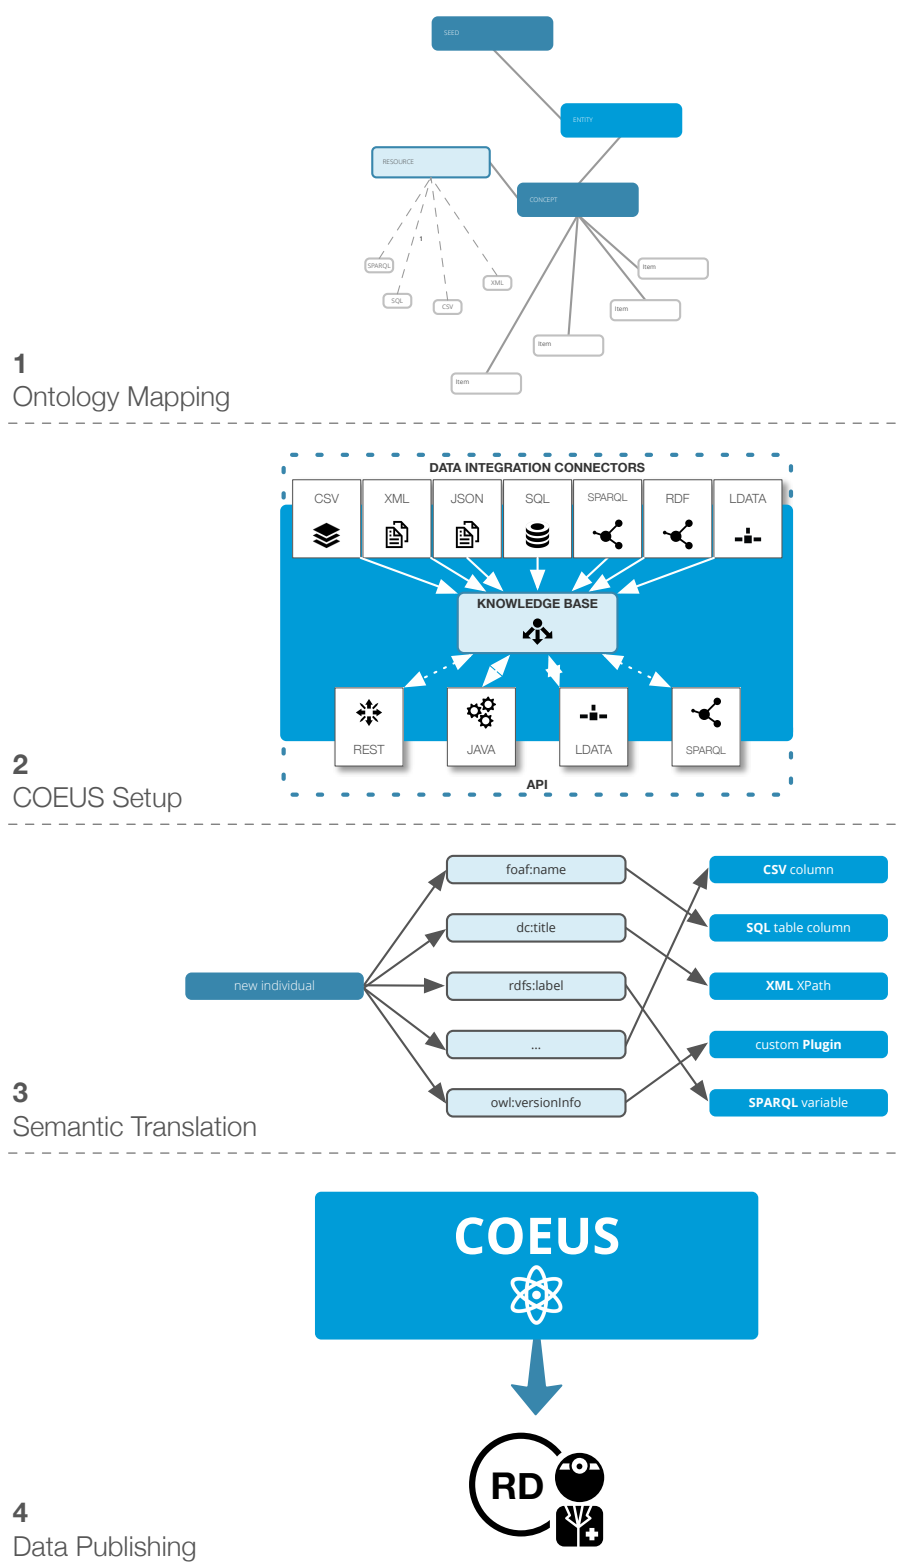 SEED
ENTITY
RESOURCE
CONCEPT
SPARQL
SQL
CSV
XML
Item
Item
Item
Item
1
Ontology Mapping
DATA INTEGRATION CONNECTORS
CSV
XML
JSON
SQL
SPARQL
RDF
LDATA
KNOWLEDGE BASE
REST
JAVA
LDATA
SPARQL
API
2
COEUS Setup
foaf:name
CSV column
dc:title
SQL table column
new individual
rdfs:label
XML XPath
...
custom Plugin
owl:versionInfo
SPARQL variable
3
Semantic Translation
COEUS
RD
4
Data Publishing